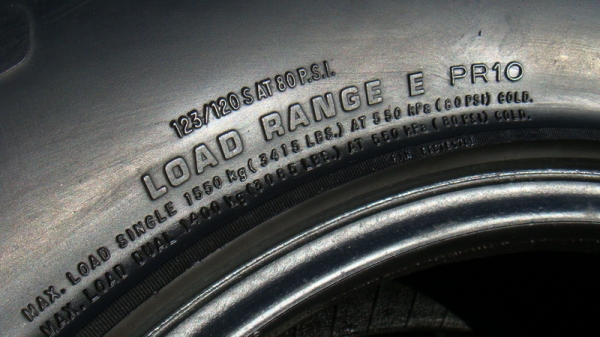 123/120 S AT 80 P.S.I.
LOAD RANGE E PR10
MAX. LOAD SINGLE 1550 kg (3415 LBS.) AT 550 kPa (80 PSI) COLD.
MAX. LOAD DUAL 1400 kg (3085 LBS.) AT 550 kPa (80 PSI) COLD.